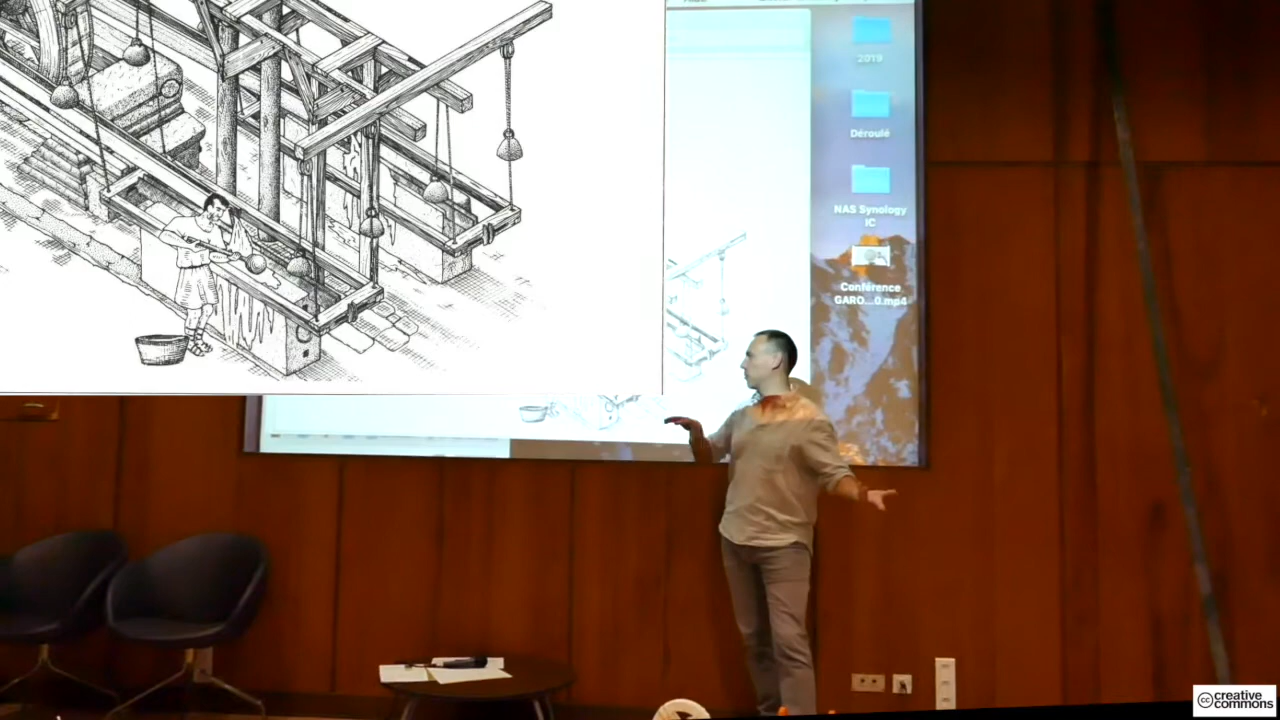 2019
Déroulé
NAS Synology
IC
Conférence
GARO...0.mp4
creative
commons